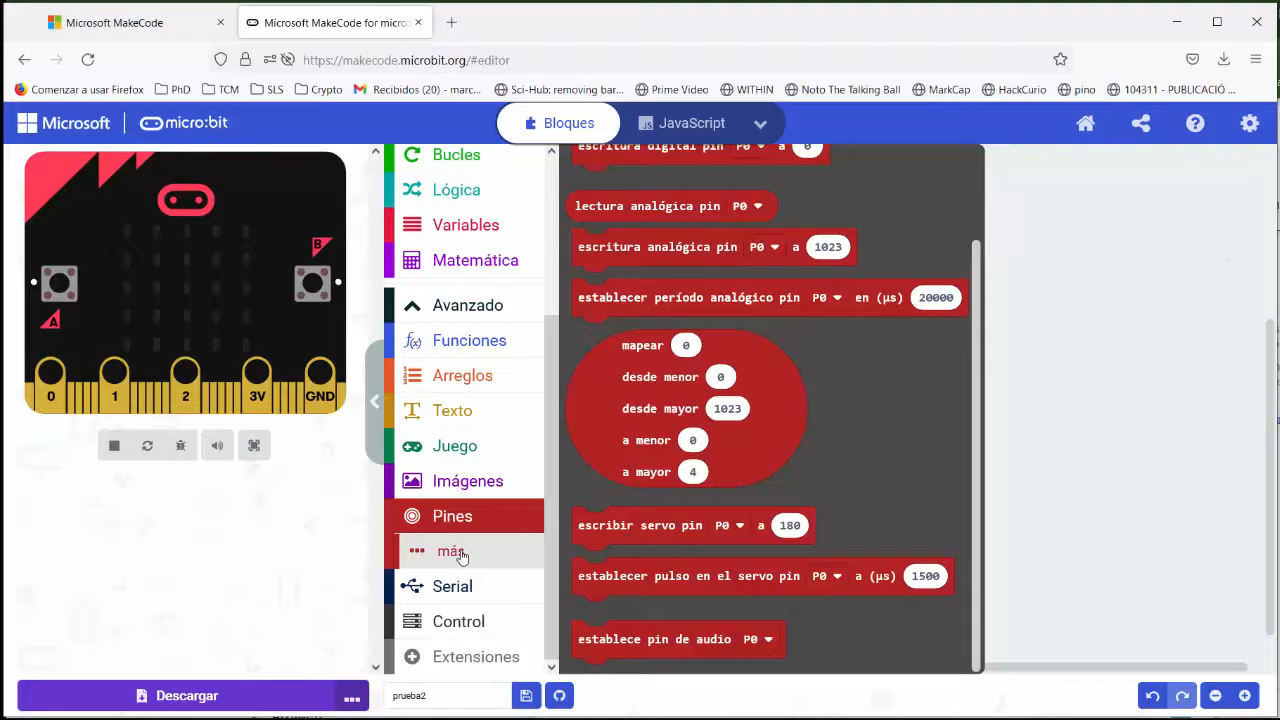 Microsoft MakeCode
Microsoft MakeCode for micro:
https://makecode.microbit.org/#editor
Comenzar a usar Firefox
PhD
TCM
SLS
Crypto
Recibidos (20) - marc...
Sci-Hub: removing bar...
Prime Video
WITHIN
Noto The Talking Ball
MarkCap
HackCurio
pino
104311 - PUBLICACIÓ ...
Microsoft
micro:bit
Bloques
JavaScript
A
B
0
1
2
3V
GND
Bucles
Lógica
Variables
Matemática
Avanzado
Funciones
Arreglos
Texto
Juego
Imágenes
Pines
más
Serial
Control
Extensiones
escritura digital pin P0 a 0
lectura analógica pin P0
escritura analógica pin P0 a 1023
establecer período analógico pin P0 en (µs) 20000
mapear 0
desde menor 0
desde mayor 1023
a menor 0
a mayor 4
escribir servo pin P0 a 180
establecer pulso en el servo pin P0 a (µs) 1500
establece pin de audio P0
Descargar
prueba2